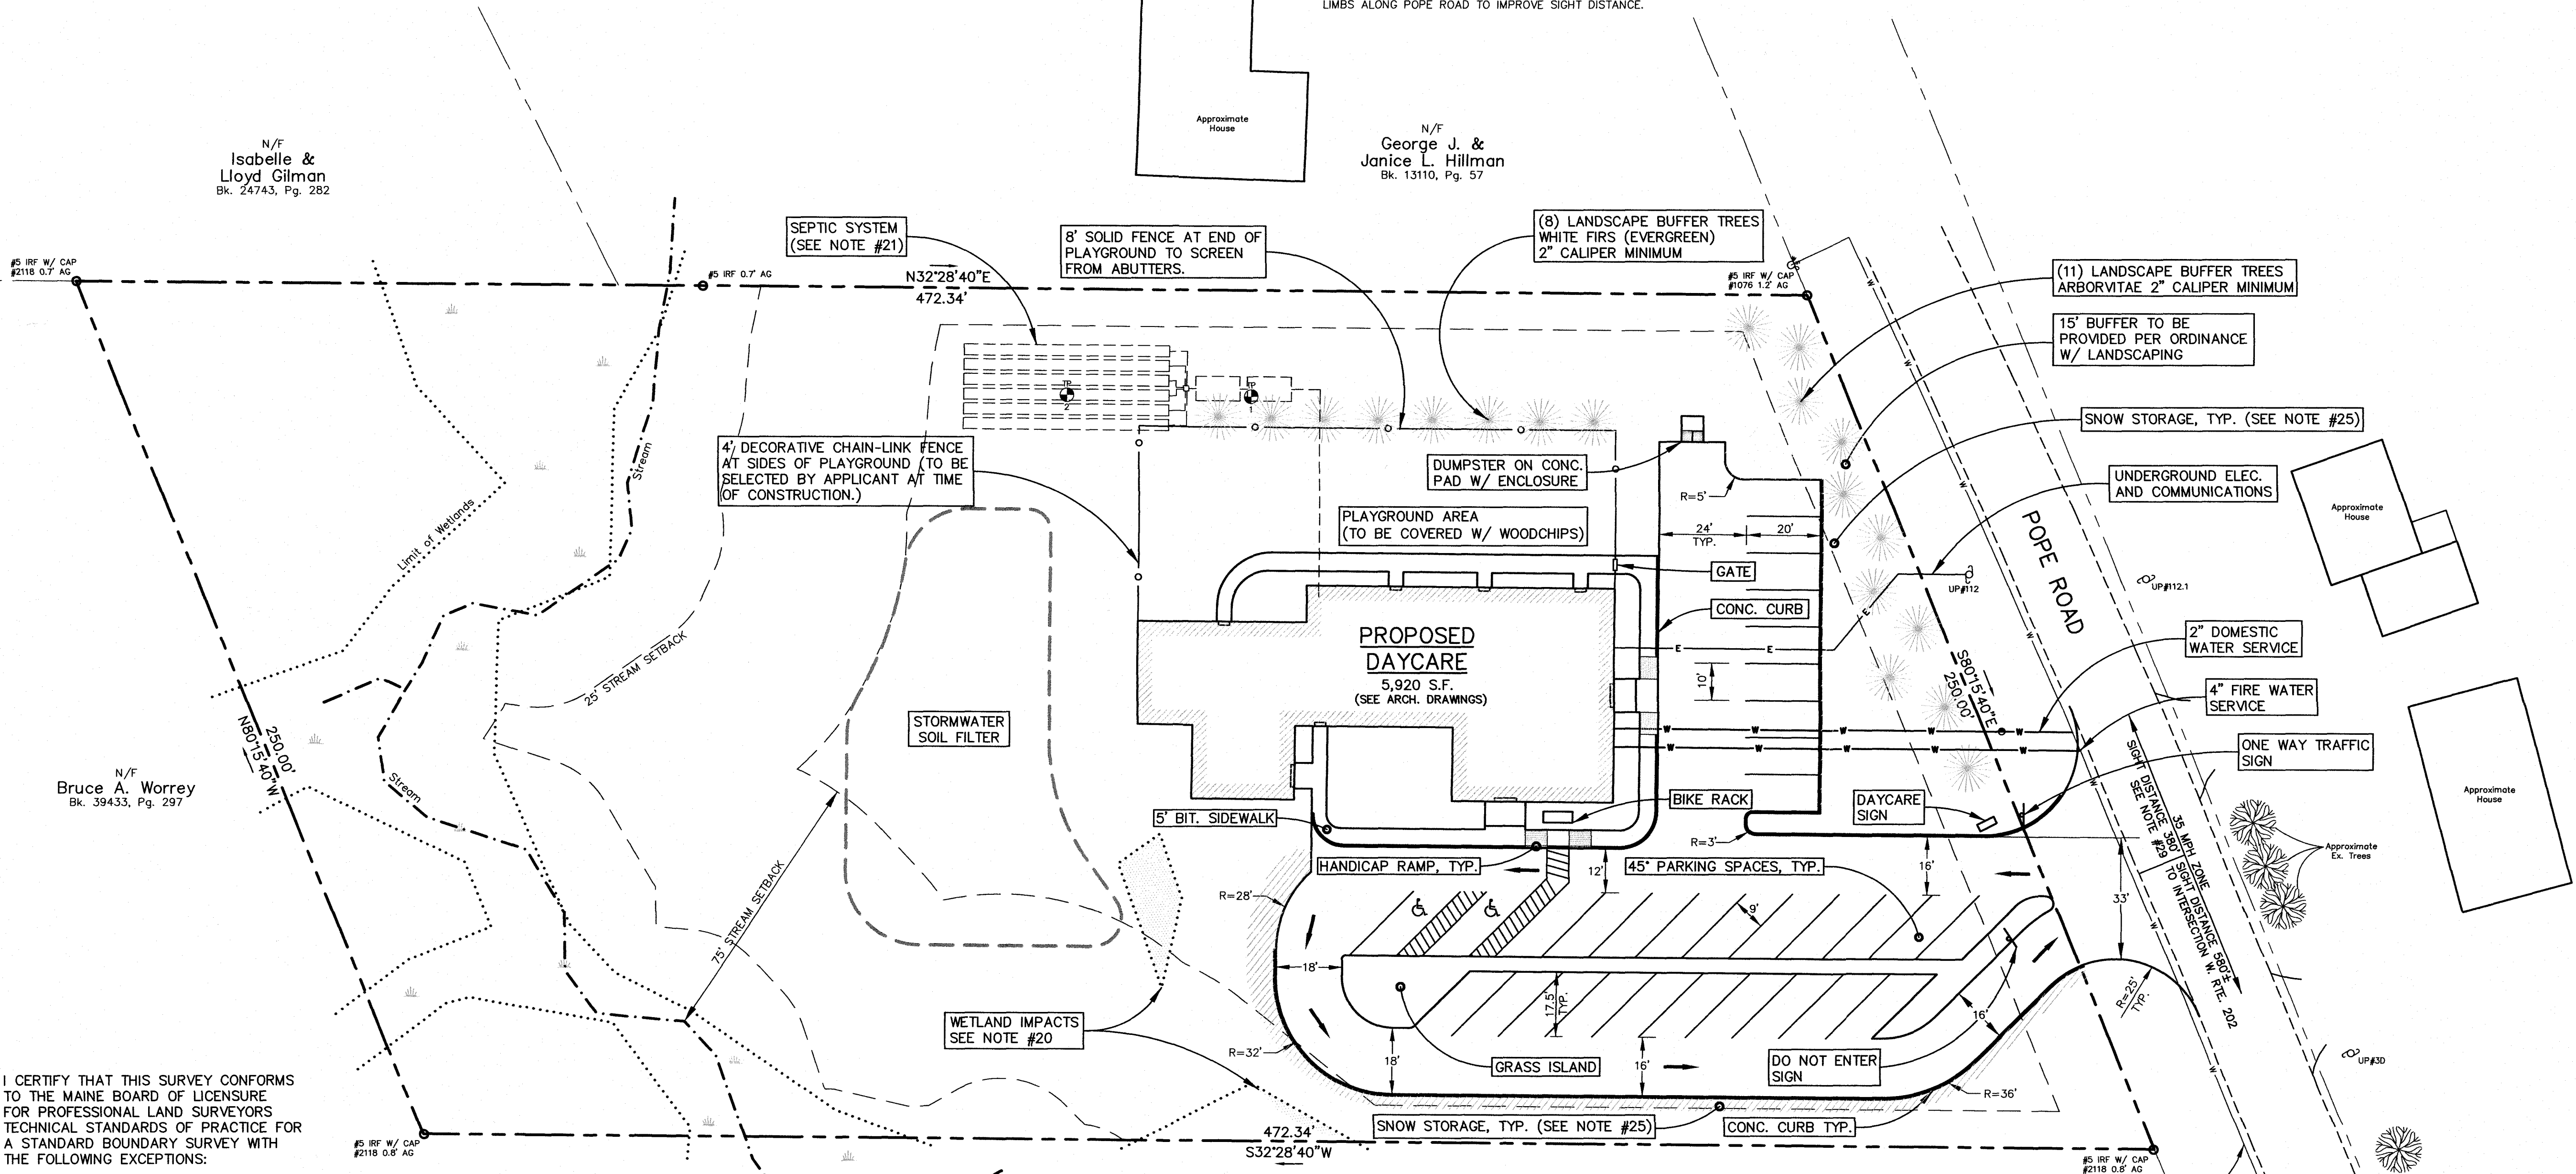 LIMBS ALONG POPE ROAD TO IMPROVE SIGHT DISTANCE.
Approximate
House
N/F
Isabelle &
Lloyd Gilman
Bk. 24743, Pg. 282
N/F
George J. &
Janice L. Hillman
Bk. 13110, Pg. 57
SEPTIC SYSTEM
(SEE NOTE #21)
8' SOLID FENCE AT END OF
PLAYGROUND TO SCREEN
FROM ABUTTERS.
(8) LANDSCAPE BUFFER TREES
WHITE FIRS (EVERGREEN)
2" CALIPER MINIMUM
#5 IRF W/ CAP
#2118 0.7' AG
#5 IRF 0.7' AG
N32°28'40"E
472.34'
#5 IRF W/ CAP
#1076 1.2' AG
(11) LANDSCAPE BUFFER TREES
ARBORVITAE 2" CALIPER MINIMUM
15' BUFFER TO BE
PROVIDED PER ORDINANCE
W/ LANDSCAPING
TP
2
TP
1
SNOW STORAGE, TYP. (SEE NOTE #25)
4' DECORATIVE CHAIN-LINK FENCE
AT SIDES OF PLAYGROUND (TO BE
SELECTED BY APPLICANT AT TIME
OF CONSTRUCTION.)
Stream
DUMPSTER ON CONC.
PAD W/ ENCLOSURE
R=5'
UNDERGROUND ELEC.
AND COMMUNICATIONS
Approximate
House
Limit of Wetlands
PLAYGROUND AREA
(TO BE COVERED W/ WOODCHIPS)
24'
TYP.
20'
POPE ROAD
GATE
UP#112
UP#112.1
CONC. CURB
E
PROPOSED
DAYCARE
5,920 S.F.
(SEE ARCH. DRAWINGS)
E
E
10'
2" DOMESTIC
WATER SERVICE
25' STREAM SETBACK
S80°15'40"E
250.00'
4" FIRE WATER
SERVICE
STORMWATER
SOIL FILTER
250.00'
N80°15'40"W
W W W W W
W W W W W
ONE WAY TRAFFIC
SIGN
N/F
Bruce A. Worrey
Bk. 39433, Pg. 297
Stream
SIGHT DISTANCE 380'
SEE NOTE #29
35 MPH ZONE
SIGHT DISTANCE 580'±
TO INTERSECTION W. RTE. 202
Approximate
House
5' BIT. SIDEWALK
BIKE RACK
DAYCARE
SIGN
R=3'
Approximate
Ex. Trees
HANDICAP RAMP, TYP.
12'
45° PARKING SPACES, TYP.
16'
33'
R=28'
9'
75' STREAM SETBACK
18'
17.5'
TYP.
R=25'
TYP.
16'
WETLAND IMPACTS
SEE NOTE #20
R=32'
18'
GRASS ISLAND
16'
DO NOT ENTER
SIGN
UP#3D
R=36'
I CERTIFY THAT THIS SURVEY CONFORMS
TO THE MAINE BOARD OF LICENSURE
FOR PROFESSIONAL LAND SURVEYORS
TECHNICAL STANDARDS OF PRACTICE FOR
A STANDARD BOUNDARY SURVEY WITH
THE FOLLOWING EXCEPTIONS:
#5 IRF W/ CAP
#2118 0.8' AG
472.34'
S32°28'40"W
SNOW STORAGE, TYP. (SEE NOTE #25)
CONC. CURB TYP.
#5 IRF W/ CAP
#2118 0.8' AG